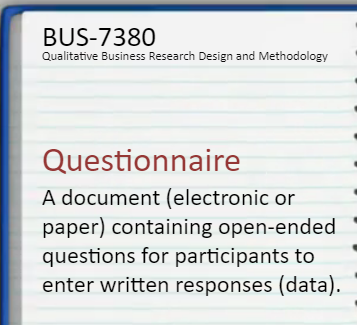 BUS-7380
Qualitative Business Research Design and Methodology
Questionnaire
A document (electronic or
paper) containing open-ended
questions for participants to
enter written responses (data).